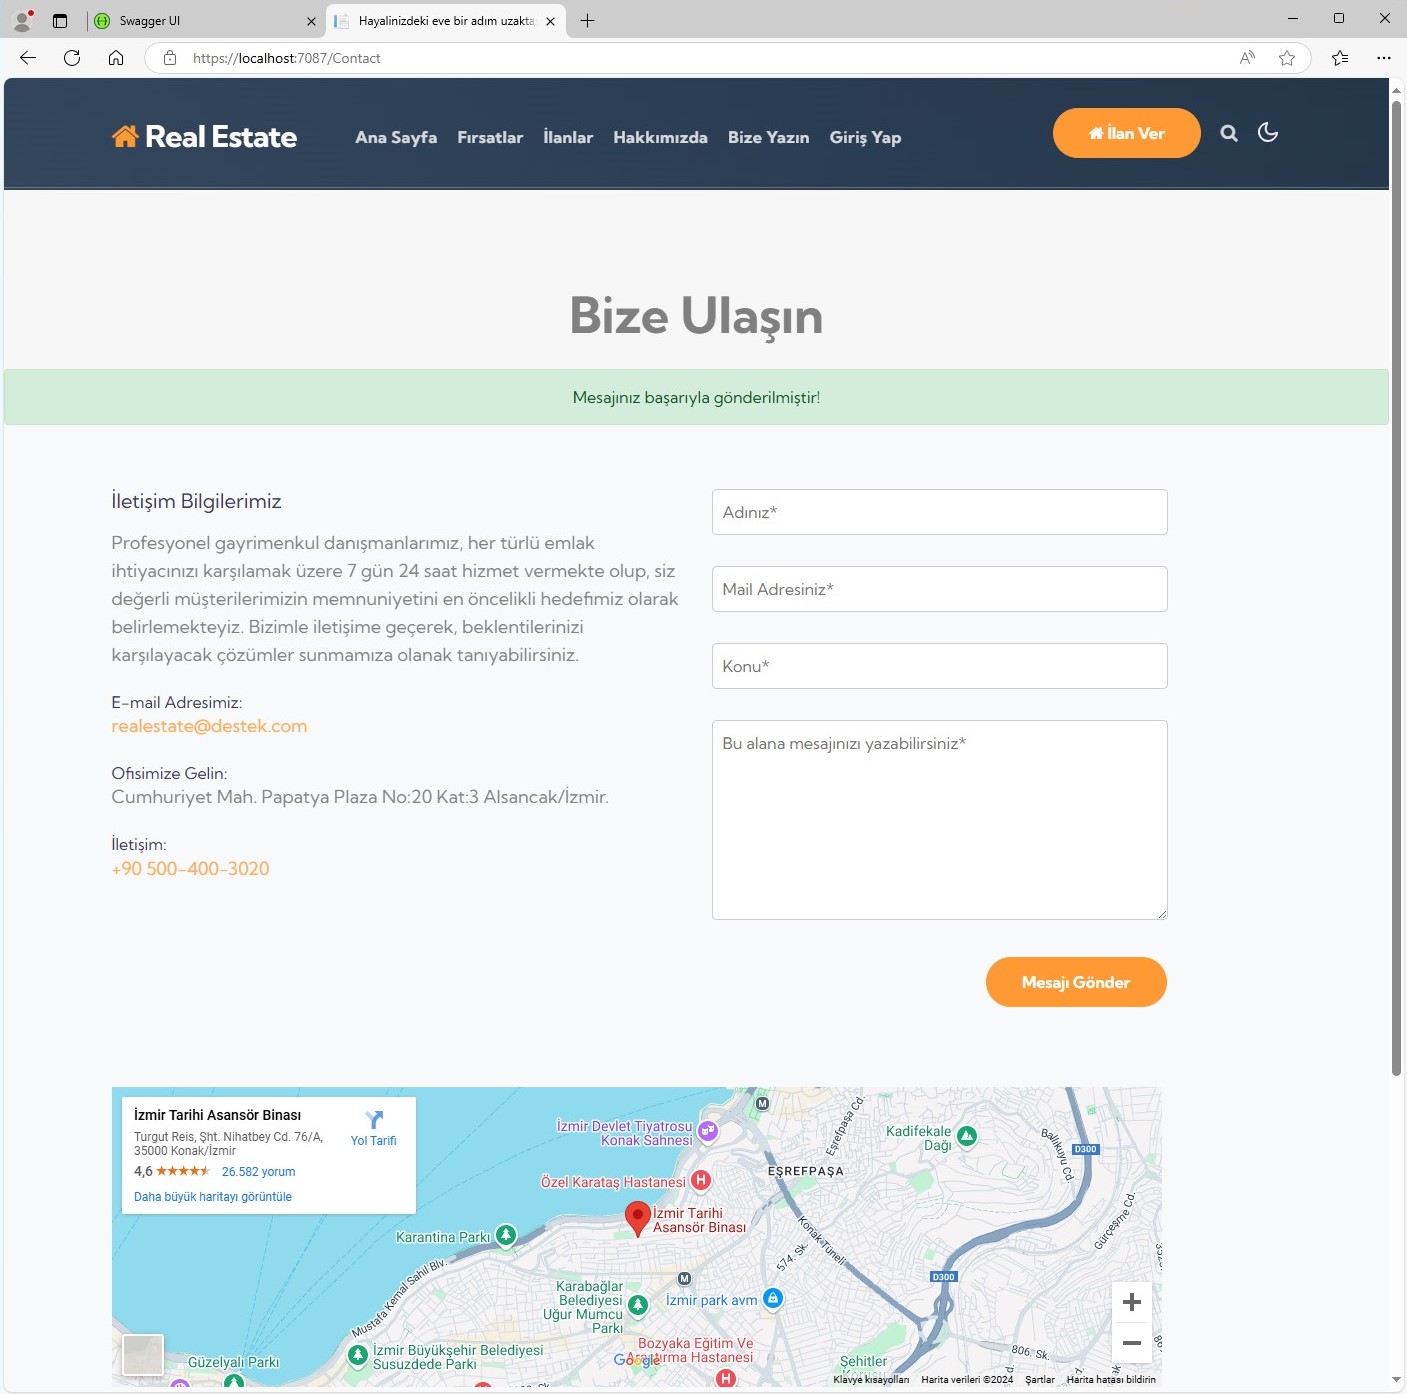 Swagger UI
Hayalinizdeki eve bir adım uzakta
https://localhost:7087/Contact
Real Estate
Ana Sayfa
Fırsatlar
İlanlar
Hakkımızda
Bize Yazın
Giriş Yap
İlan Ver
Bize Ulaşın
Mesajınız başarıyla gönderilmiştir!
İletişim Bilgilerimiz
Profesyonel gayrimenkul danışmanlarımız, her türlü emlak
ihtiyacınızı karşılamak üzere 7 gün 24 saat hizmet vermekte olup, siz
değerli müşterilerimizin memnuniyetini en öncelikli hedefimiz olarak
belirlemekteyiz. Bizimle iletişime geçerek, beklentilerinizi
karşılayacak çözümler sunmamıza olanak tanıyabilirsiniz.
E-mail Adresimiz:
realestate@destek.com
Ofisimize Gelin:
Cumhuriyet Mah. Papatya Plaza No:20 Kat:3 Alsancak/İzmir.
İletişim:
+90 500-400-3020
Adınız*
Mail Adresiniz*
Konu*
Bu alana mesajınızı yazabilirsiniz*
Mesajı Gönder
İzmir Tarihi Asansör Binası
Turgut Reis, Şht. Nihatbey Cd. 76/A,
35000 Konak/İzmir
4,6
26.582 yorum
Daha büyük haritayı görüntüle
Yol Tarifi
M
İzmir Devlet Tiyatrosu
Konak Sahnesi
Eşrefpaşa Cd.
Kadifekale
Dağı
Ballıkuyu Cd.
D300
EŞREFPAŞA
Özel Karataş Hastanesi
H
İzmir Tarihi
Asansör Binası
Karantina Parkı
Konak Tüneli
Gürçeşme Cd.
574. Sk.
Mustafa Kemal Sahil Blv.
M
D300
Karabağlar
Belediyesi
Uğur Mumcu
Parkı
İzmir park avm
Bozyaka Eğitim Ve
Araştırma Hastanesi
H
İzmir Büyükşehir Belediyesi
Susuzdede Parkı
Güzelyalı Parkı
Google
Şehitler
806. Sk.
Klavye kısayolları
Harita verileri ©2024
Şartlar
Harita hatası bildirin